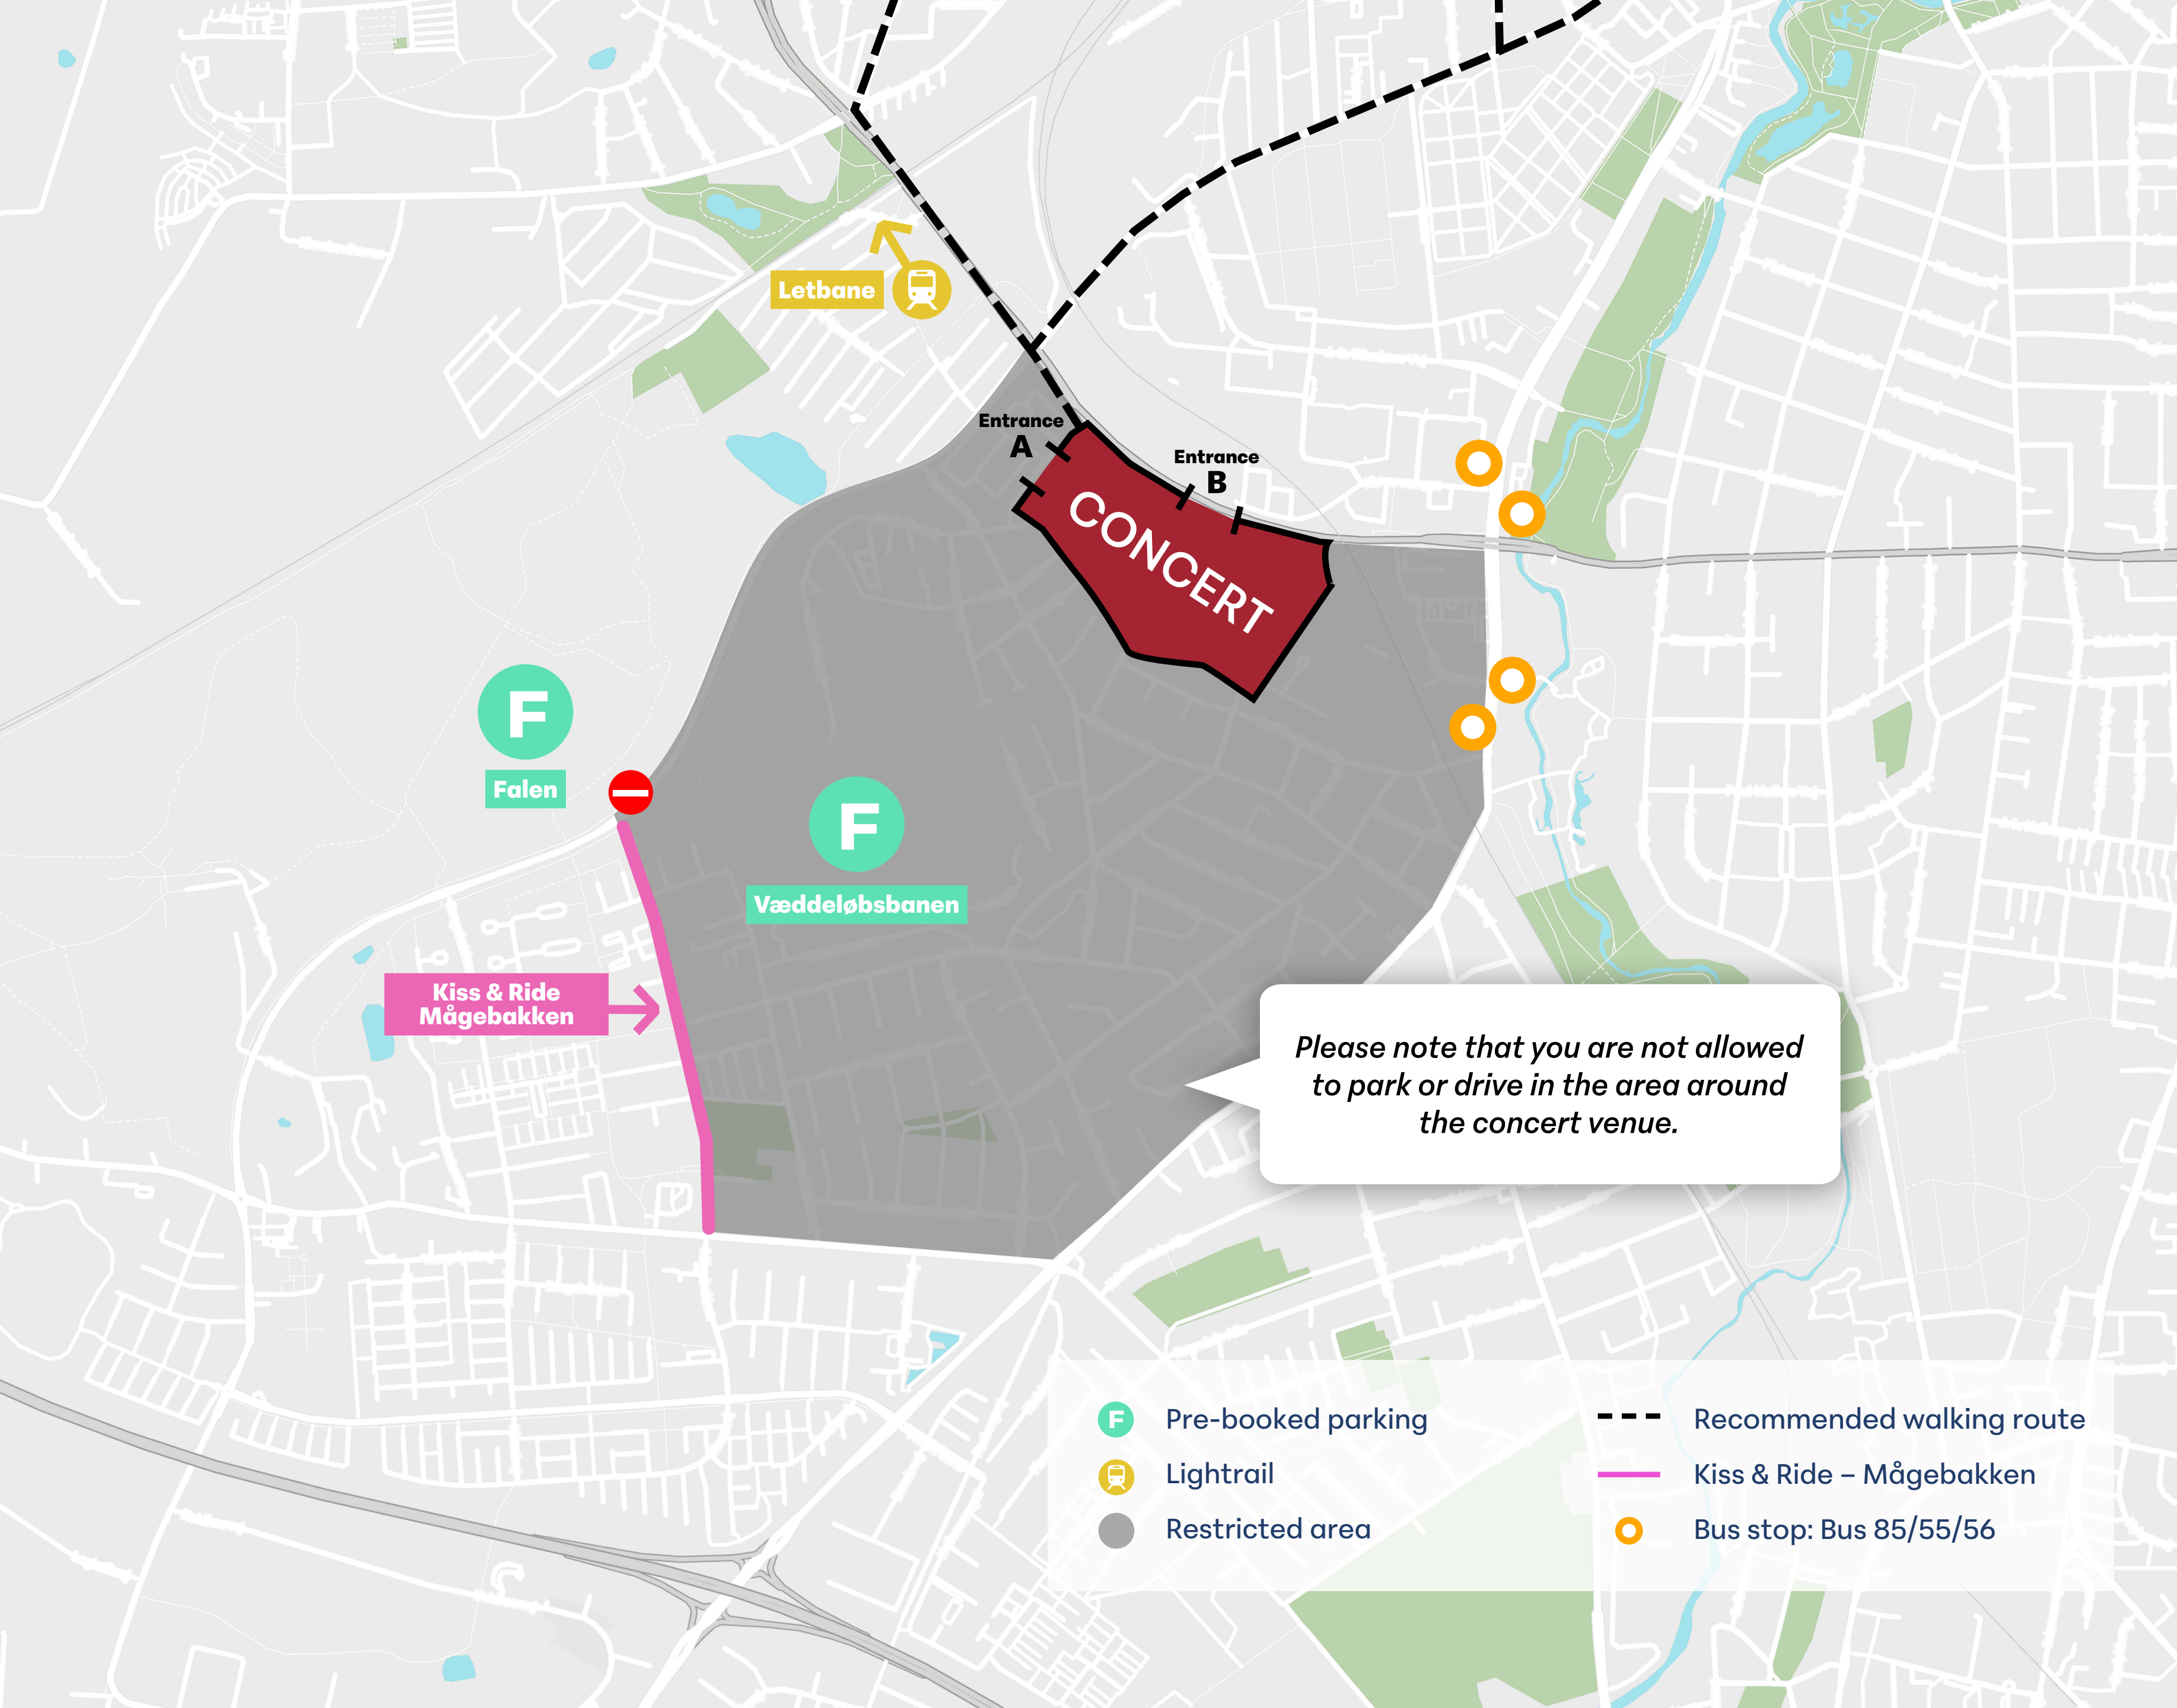 Letbane
Entrance
A
Entrance
B
CONCERT
F
Falen
F
Væddeløbsbanen
Kiss & Ride
Mågebakken
Please note that you are not allowed
to park or drive in the area around
the concert venue.
F Pre-booked parking
Lightrail
Restricted area
Recommended walking route
Kiss & Ride – Mågebakken
Bus stop: Bus 85/55/56